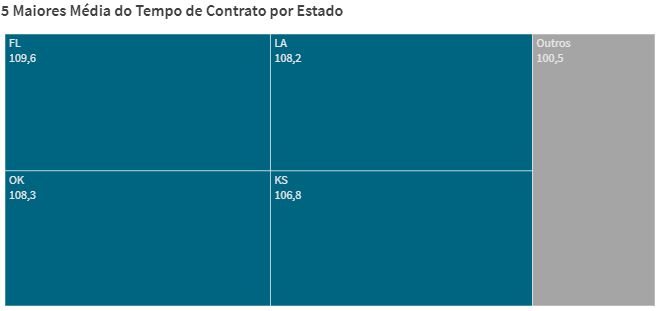 5 Maiores Média do Tempo de Contrato por Estado
FL
109,6
LA
108,2
Outros
100,5
OK
108,3
KS
106,8